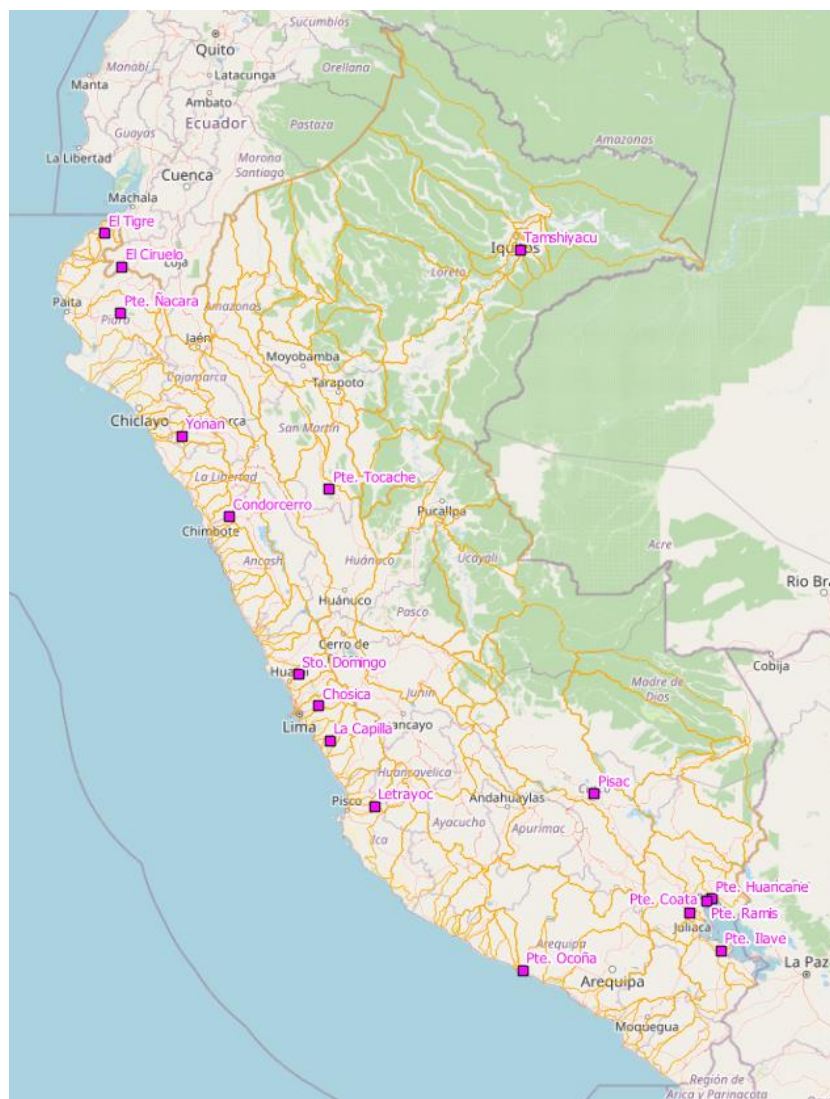 Sucumbíos
Quito
Manabí
Latacunga
Orellana
Manta
Ambato
Ecuador
Pastaza
Guayas
Amazonas
La Libertad
Morona
Santiago
Cuenca
Machala
El Tigre
Tamshiyacu
El Ciruelo
Loja
Loreto
Paita
Pte. Ñacara
Piura
Amazonas
Jaén
Moyobamba
Cajamarca
Tarapoto
Chiclayo
Yonan
San Martín
La Libertad
Pte. Tocache
Condorcerro
Pucallpa
Chimbote
Ancash
Huánuco
Ucayali
Acre
Rio Bra
Huánuco
Pasco
Cerro de
Sto. Domingo
Cobija
Chosica
Junín
Madre de
Dios
Lima
La Capilla
Huancavelica
Pisac
Pisco
Letrayoc
Andahuaylas
Ayacucho
Apurímac
Ica
Pte. Huancane
Pte. Coata
Pte. Ramis
Juliaca
Pte. Ilave
Arequipa
Pte. Ocoña
Arequipa
La Paz
Moquegua
Región de
Arica y Parinacota